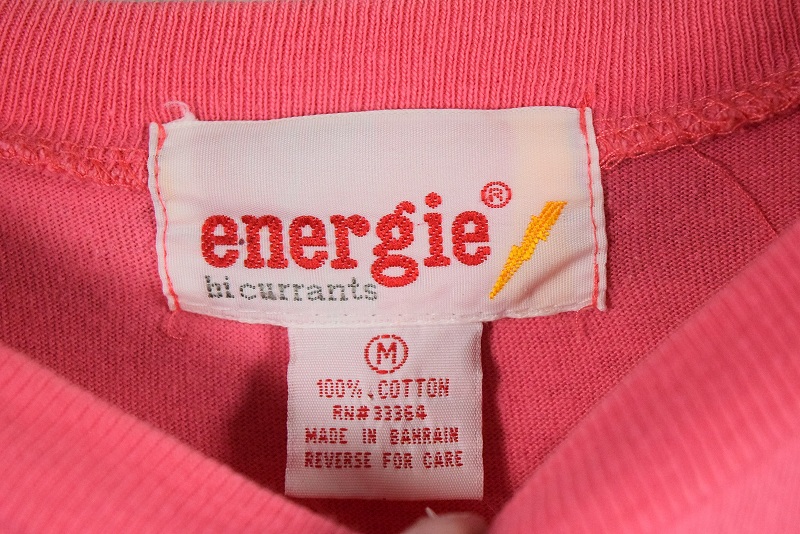 energie®
hi currants
M
100% COTTON
RN#33364
MADE IN BAHRAIN
REVERSE FOR CARE